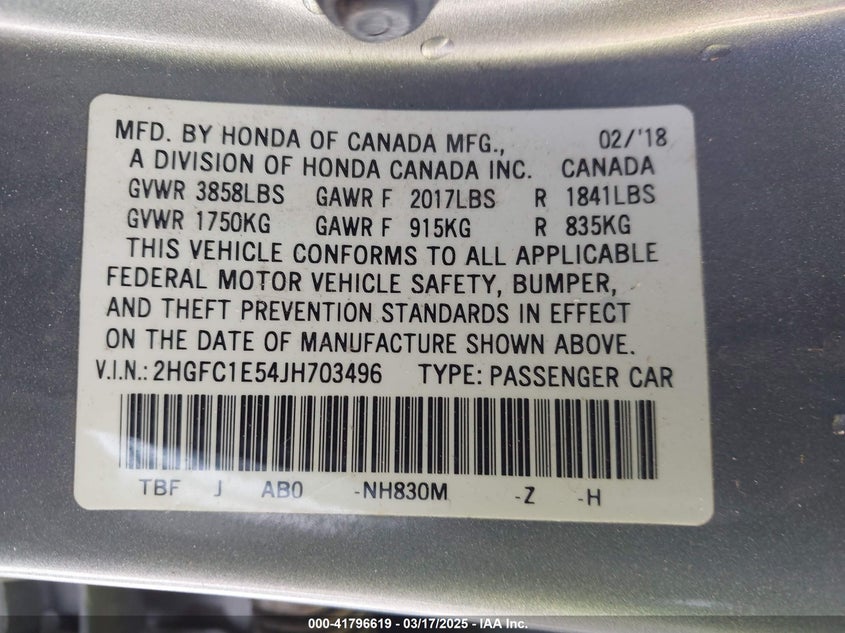 MFD. BY HONDA OF CANADA MFG., 02/'18
A DIVISION OF HONDA CANADA INC. CANADA
GVWR 3858LBS GAWR F 2017LBS R 1841LBS
GVWR 1750KG GAWR F 915KG R 835KG
THIS VEHICLE CONFORMS TO ALL APPLICABLE
FEDERAL MOTOR VEHICLE SAFETY, BUMPER,
AND THEFT PREVENTION STANDARDS IN EFFECT
ON THE DATE OF MANUFACTURE SHOWN ABOVE.
V.I.N.: 2HGFC1E54JH703496 TYPE: PASSENGER CAR
TBF J AB0 -NH830M -Z -H
000-41796619 - 03/17/2025 - IAA Inc.